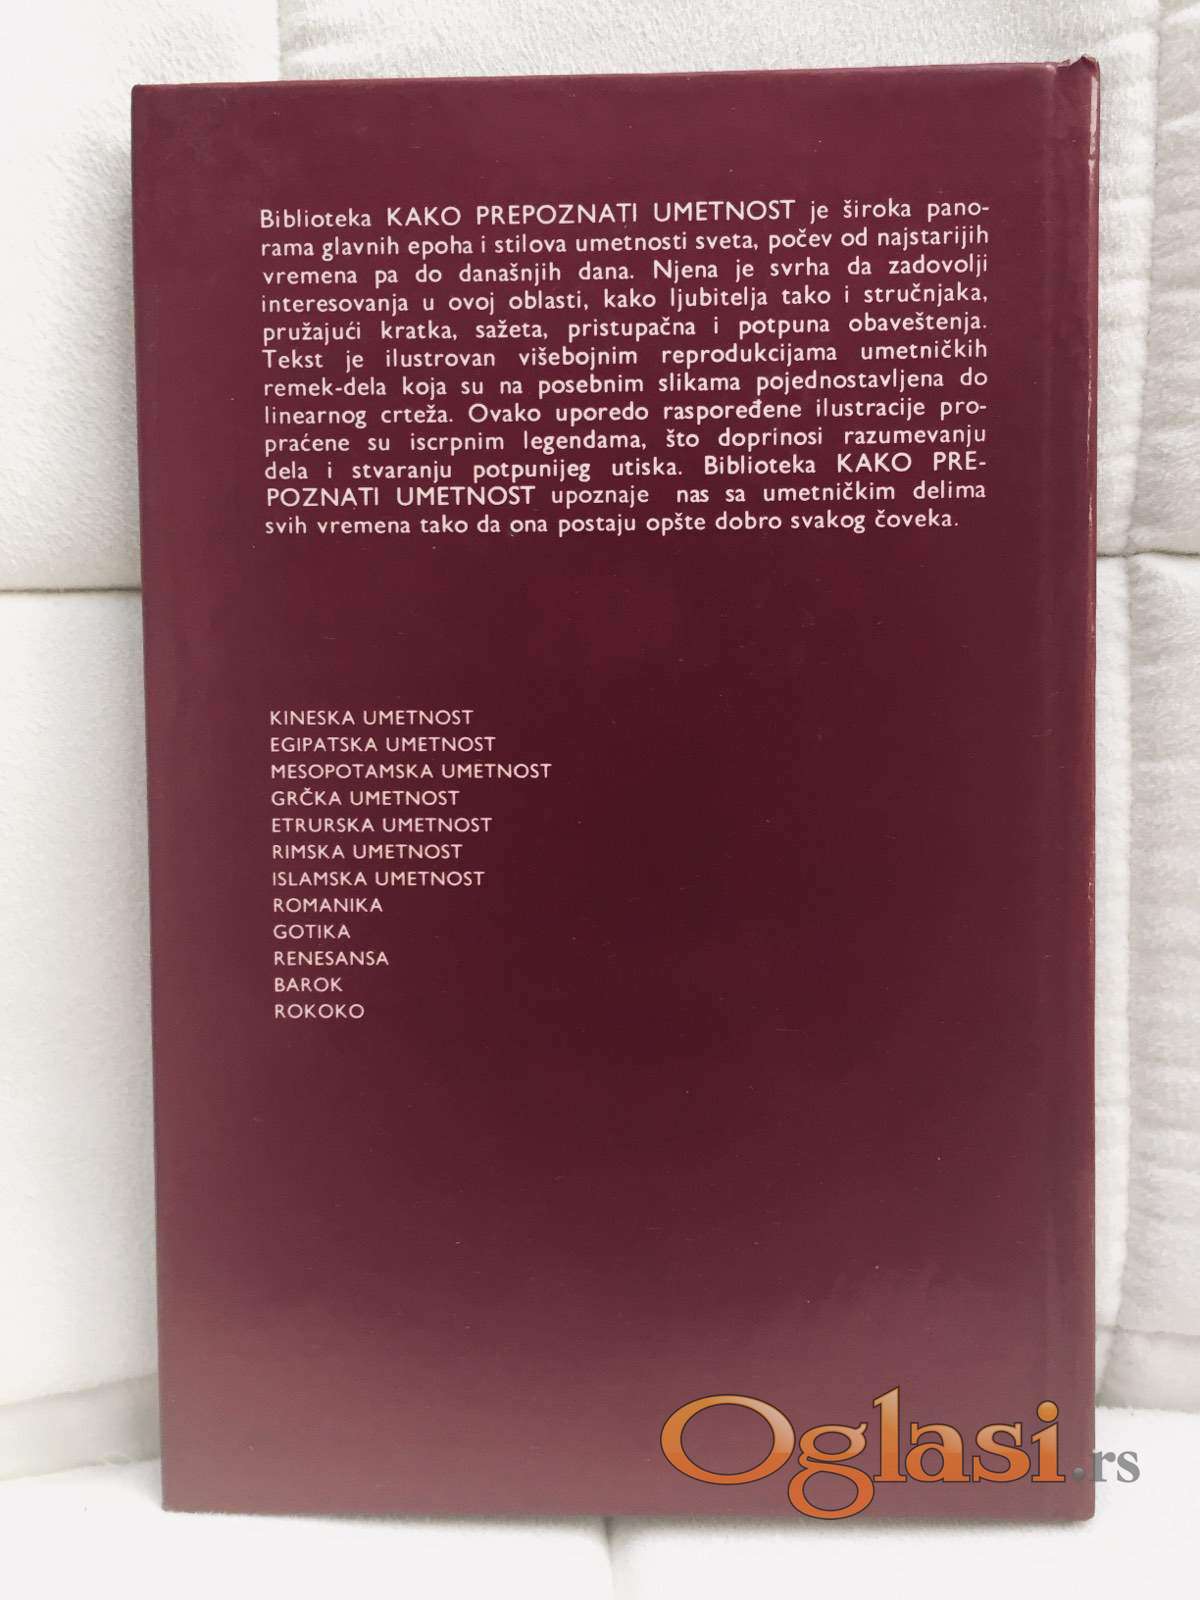 Biblioteka KAKO PREPOZNATI UMETNOST je široka pano-
rama glavnih epoha i stilova umetnosti sveta, počev od najstarijih
vremena pa do današnjih dana. Njena je svrha da zadovolji
interesovanja u ovoj oblasti, kako ljubitelja tako i stručnjaka,
pružajući kratka, sažeta, pristupačna i potpuna obaveštenja.
Tekst je ilustrovan višebojnim reprodukcijama umetničkih
remek-dela koja su na posebnim slikama pojednostavljena do
linearnog crteža. Ovako uporedo raspoređene ilustracije pro-
praćene su iscrpnim legendama, što doprinosi razumevanju
dela i stvaranju potpunijeg utiska. Biblioteka KAKO PRE-
POZNATI UMETNOST upoznaje nas sa umetničkim delima
svih vremena tako da ona postaju opšte dobro svakog čoveka.
KINESKA UMETNOST
EGIPATSKA UMETNOST
MESOPOTAMSKA UMETNOST
GRČKA UMETNOST
ETRURSKA UMETNOST
RIMSKA UMETNOST
ISLAMSKA UMETNOST
ROMANIKA
GOTIKA
RENESANSA
BAROK
ROKOKO
Oglasi.rs